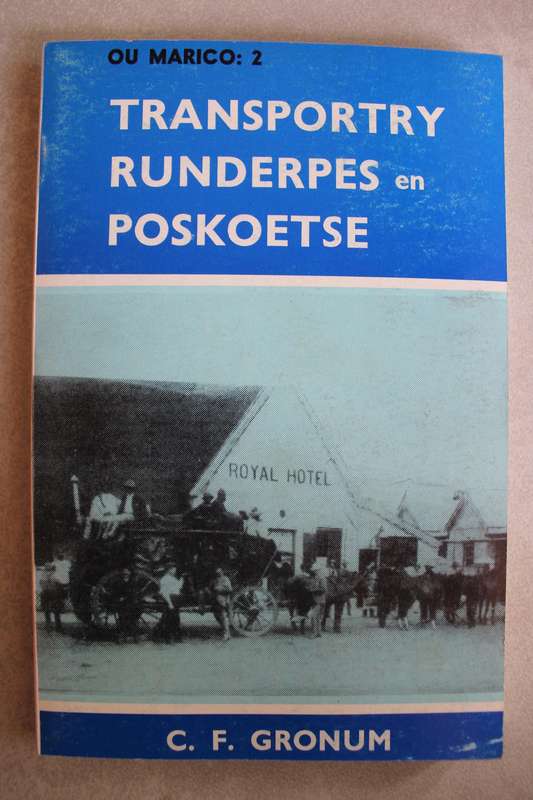 OU MARICO: 2
TRANSPORTRY
RUNDERPES en
POSKOETSE
ROYAL HOTEL
C. F. GRONUM